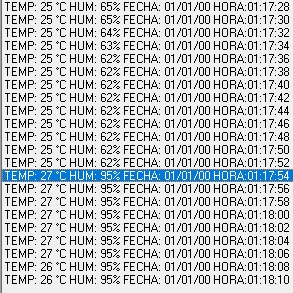 TEMP: 25 °C HUM: 65% FECHA: 01/01/00 HORA:01:17:28
TEMP: 25 °C HUM: 65% FECHA: 01/01/00 HORA:01:17:30
TEMP: 25 °C HUM: 64% FECHA: 01/01/00 HORA:01:17:32
TEMP: 25 °C HUM: 63% FECHA: 01/01/00 HORA:01:17:34
TEMP: 25 °C HUM: 62% FECHA: 01/01/00 HORA:01:17:36
TEMP: 25 °C HUM: 62% FECHA: 01/01/00 HORA:01:17:38
TEMP: 25 °C HUM: 62% FECHA: 01/01/00 HORA:01:17:40
TEMP: 25 °C HUM: 62% FECHA: 01/01/00 HORA:01:17:42
TEMP: 25 °C HUM: 62% FECHA: 01/01/00 HORA:01:17:44
TEMP: 25 °C HUM: 62% FECHA: 01/01/00 HORA:01:17:46
TEMP: 25 °C HUM: 62% FECHA: 01/01/00 HORA:01:17:48
TEMP: 25 °C HUM: 62% FECHA: 01/01/00 HORA:01:17:50
TEMP: 25 °C HUM: 62% FECHA: 01/01/00 HORA:01:17:52
TEMP: 27 °C HUM: 95% FECHA: 01/01/00 HORA:01:17:54
TEMP: 27 °C HUM: 95% FECHA: 01/01/00 HORA:01:17:56
TEMP: 27 °C HUM: 95% FECHA: 01/01/00 HORA:01:17:58
TEMP: 27 °C HUM: 95% FECHA: 01/01/00 HORA:01:18:00
TEMP: 27 °C HUM: 95% FECHA: 01/01/00 HORA:01:18:02
TEMP: 27 °C HUM: 95% FECHA: 01/01/00 HORA:01:18:04
TEMP: 27 °C HUM: 95% FECHA: 01/01/00 HORA:01:18:06
TEMP: 26 °C HUM: 95% FECHA: 01/01/00 HORA:01:18:08
TEMP: 26 °C HUM: 95% FECHA: 01/01/00 HORA:01:18:10